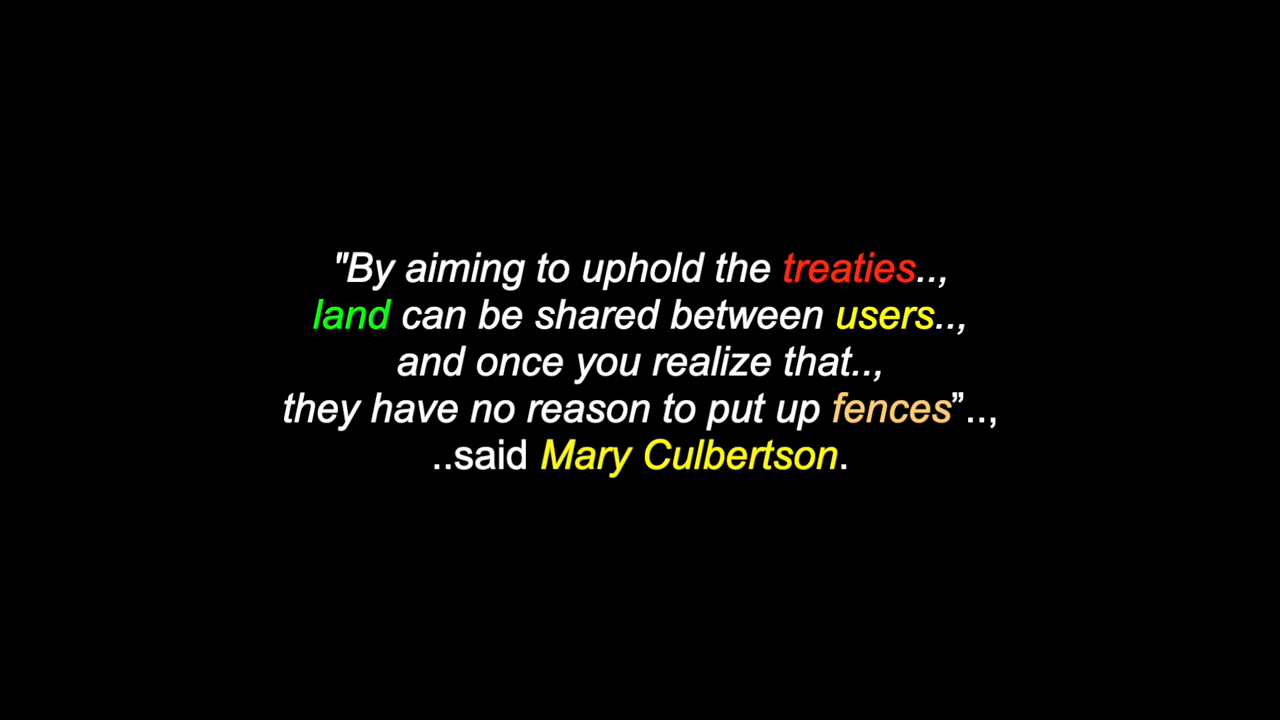 "By aiming to uphold the treaties..,
land can be shared between users..,
and once you realize that..,
they have no reason to put up fences”..,
..said Mary Culbertson.